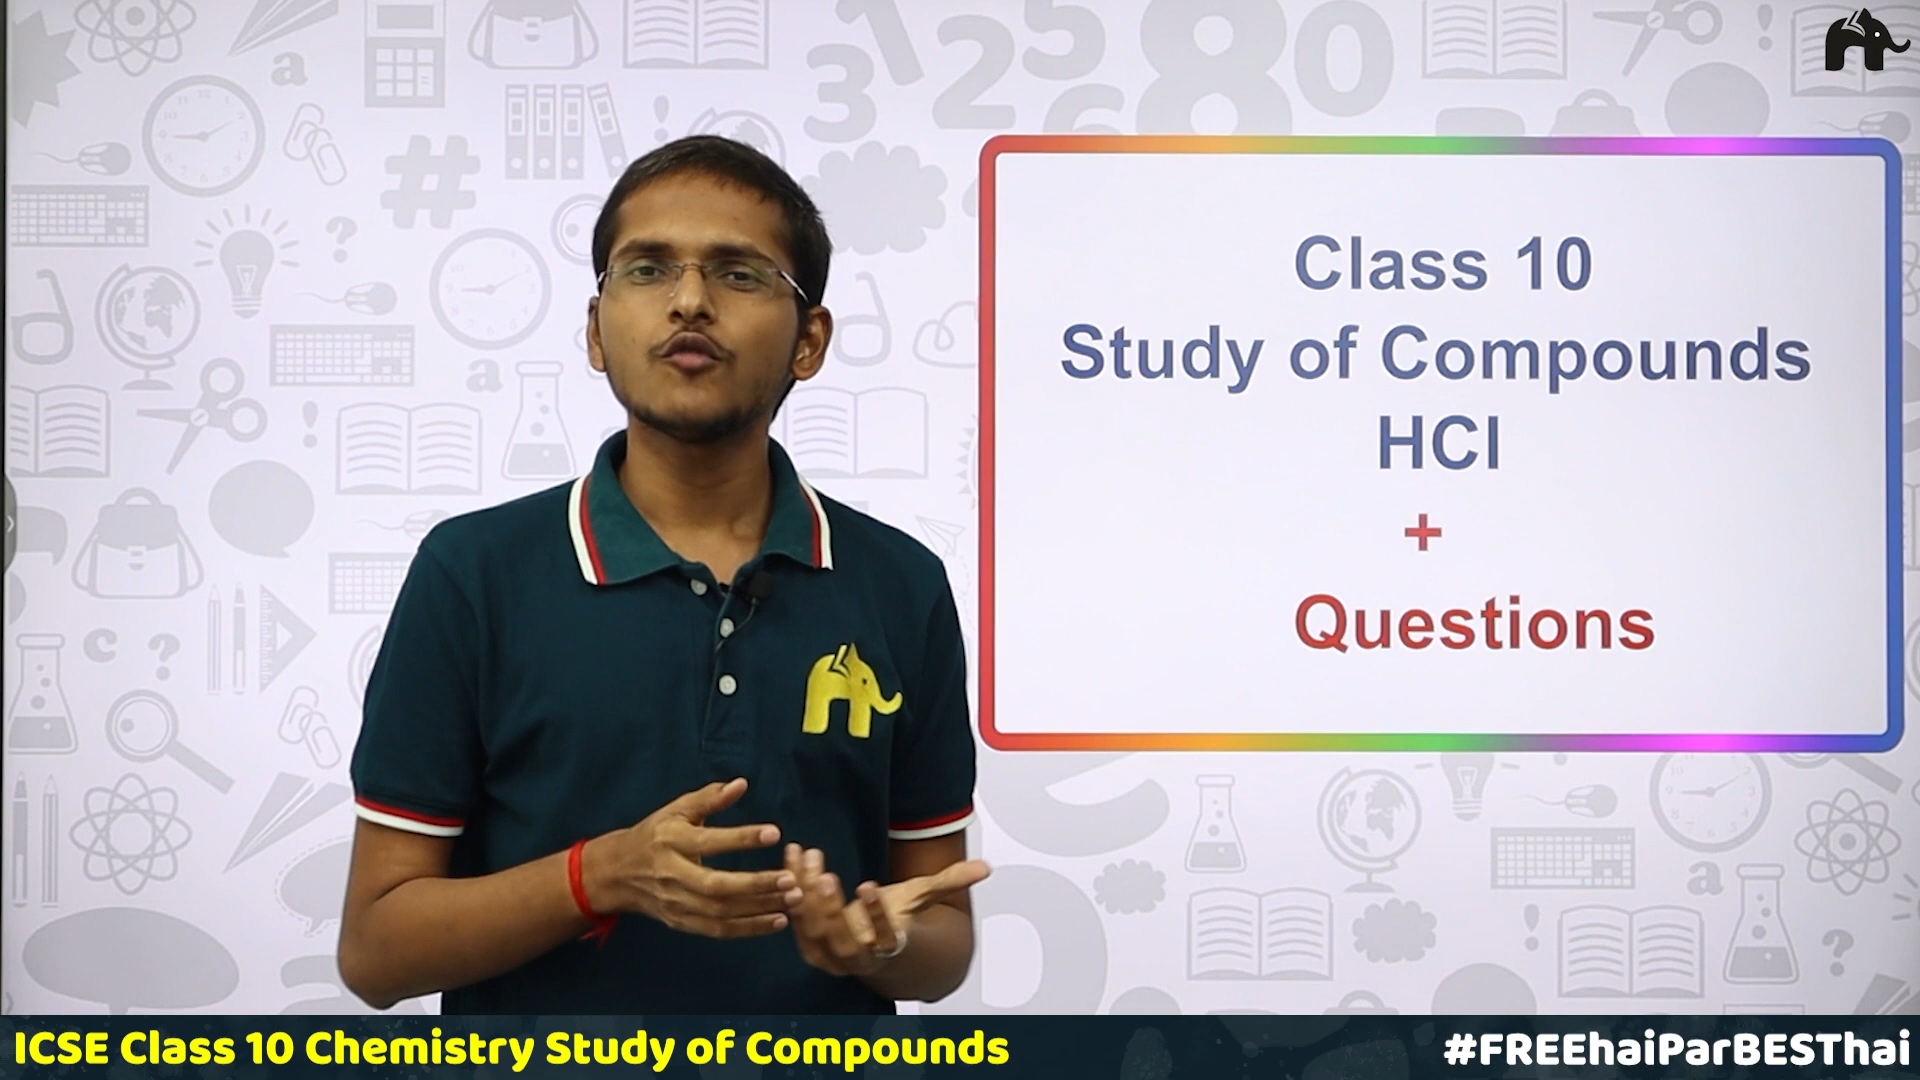 Class 10
Study of Compounds
HCl
+
Questions
ICSE Class 10 Chemistry Study of Compounds
#FREEhaiParBESThai